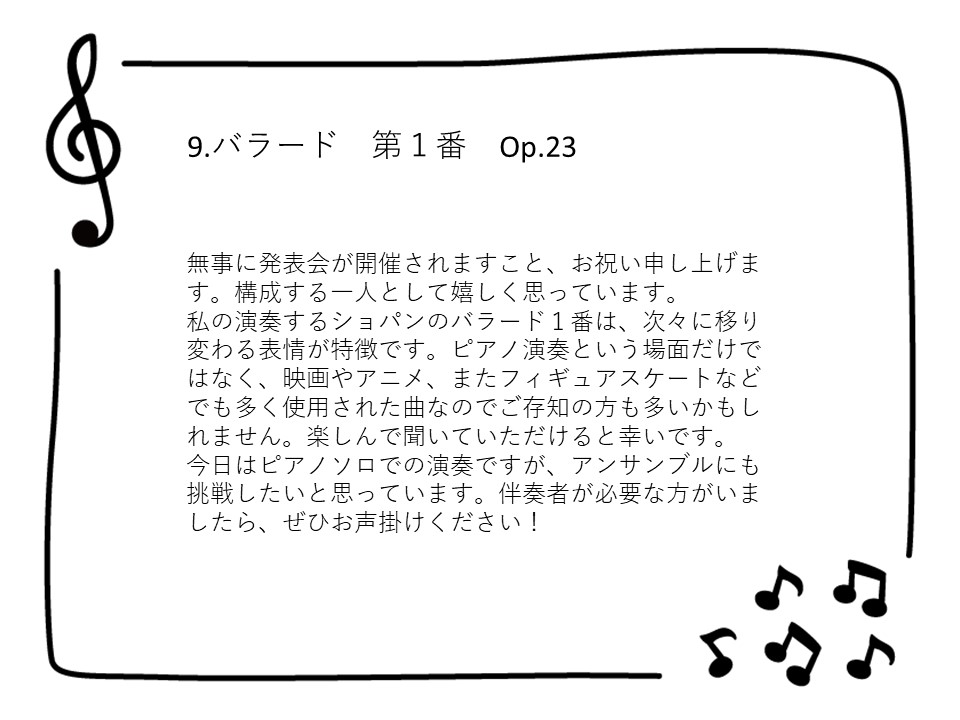 9.バラード　第１番　Op.23
無事に発表会が開催されますこと、お祝い申し上げま
す。構成する一人として嬉しく思っています。
私の演奏するショパンのバラード１番は、次々に移り
変わる表情が特徴です。ピアノ演奏という場面だけで
はなく、映画やアニメ、またフィギュアスケートなど
でも多く使用された曲なのでご存知の方も多いかもし
れません。楽しんで聞いていただけると幸いです。
今日はピアノソロでの演奏ですが、アンサンブルにも
挑戦したいと思っています。伴奏者が必要な方がいま
したら、ぜひお声掛けください！